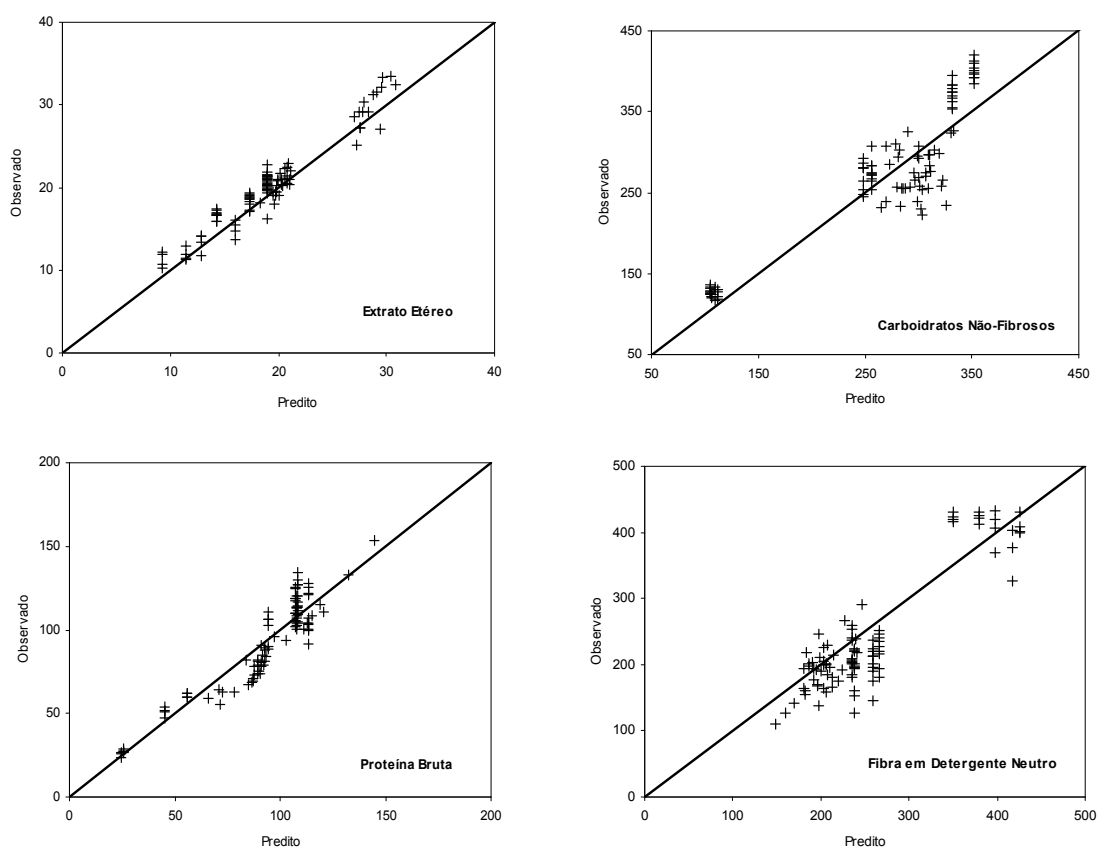 40
30
20
10
0
Observado
Extrato Etéreo
0 10 20 30 40
Predito
450
350
250
150
50
Observado
Carboidratos Não-Fibrosos
50 150 250 350 450
Predito
200
150
100
50
0
Observado
Proteína Bruta
0 50 100 150 200
Predito
500
400
300
200
100
0
Observado
Fibra em Detergente Neutro
0 100 200 300 400 500
Predito